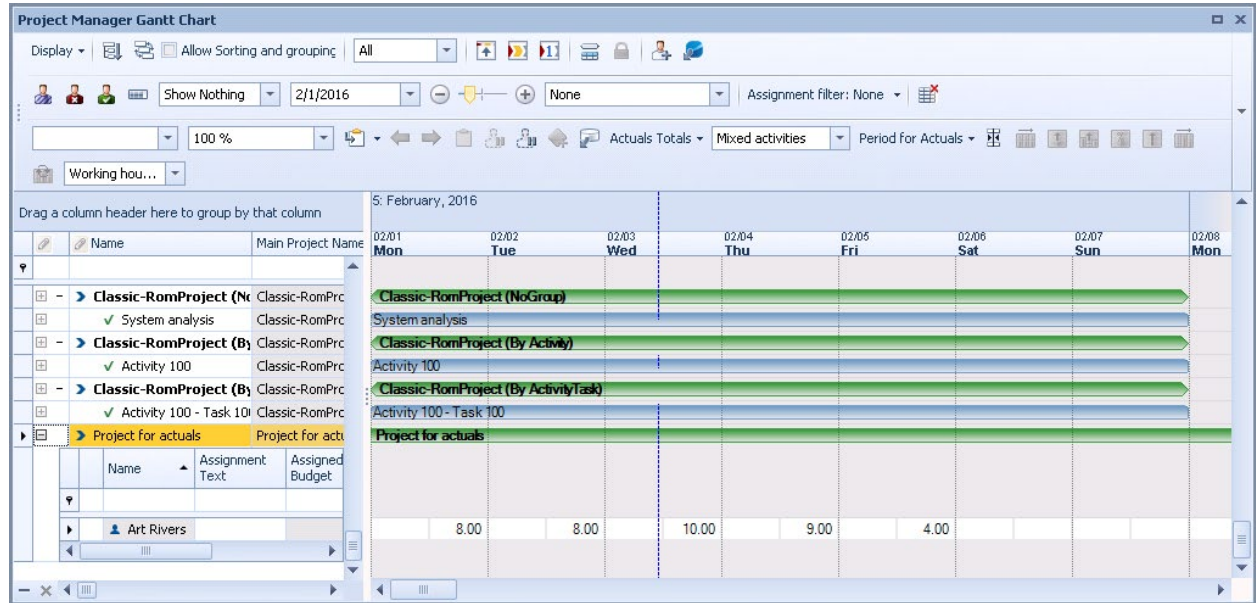 Project Manager Gantt Chart
Display Allow Sorting and grouping All
Show Nothing 2/1/2016 None Assignment filter: None
100 % Actuals Totals Mixed activities Period for Actuals
Working hou...
Drag a column header here to group by that column
5: February, 2016
Name Main Project Name
02/01 02/02 02/03 02/04 02/05 02/06 02/07 02/08
Mon Tue Wed Thu Fri Sat Sun Mon
Classic-RomProject (No Classic-RomPro Classic-RomProject (NoGroup)
System analysis Classic-RomPro System analysis
Classic-RomProject (By Classic-RomPro Classic-RomProject (By Activity)
Activity 100 Classic-RomPro Activity 100
Classic-RomProject (By Classic-RomPro Classic-RomProject (By ActivityTask)
Activity 100 - Task 10 Classic-RomPro Activity 100 - Task 100
Project for actuals Project for actu Project for actuals
Name Assignment Text Assigned Budget
Art Rivers 8.00 8.00 10.00 9.00 4.00